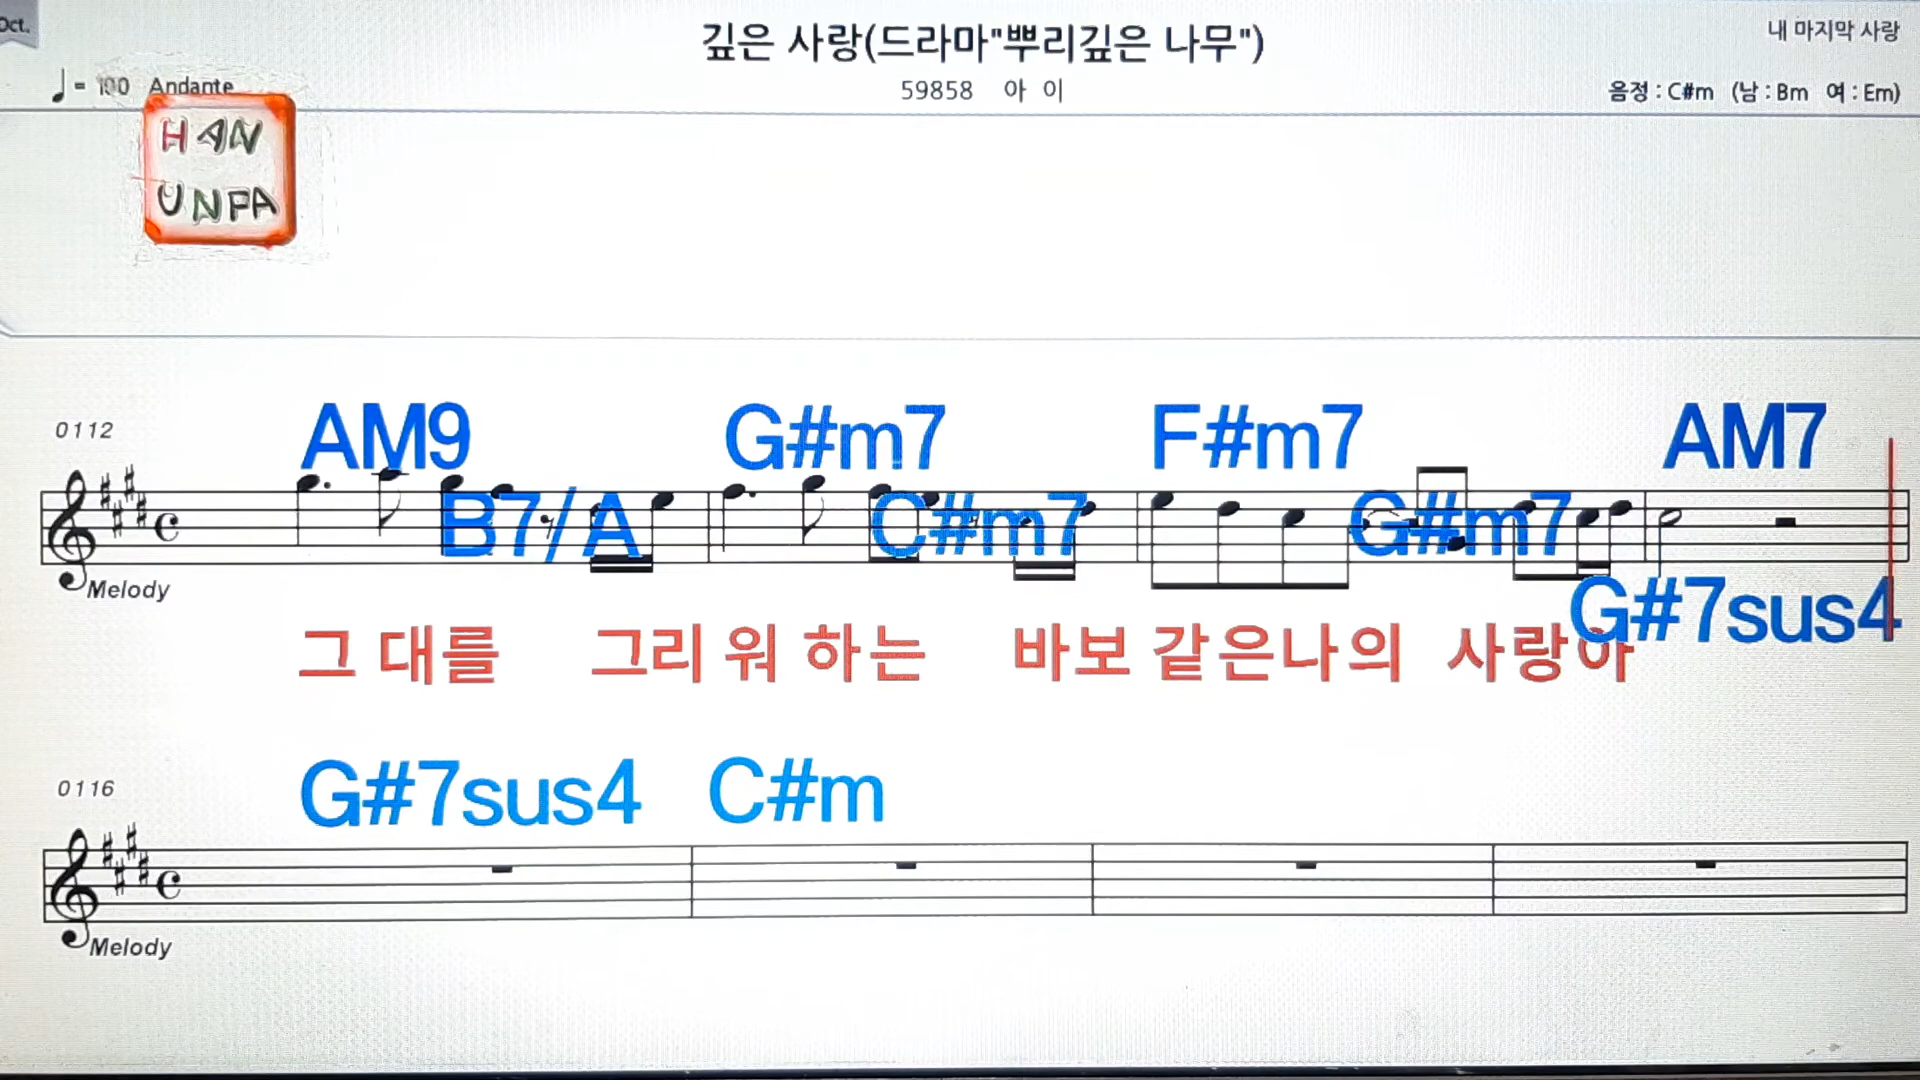 Oct.
깊은 사랑(드라마"뿌리깊은 나무")
내 마지막 사랑
♩ = 100 Andante
59858 아 이
음정 : C#m (남 : Bm 여 : Em)
HAN
UNPA
0112
AM9 G#m7 F#m7 AM7
B7/A C#m7 G#m7
Melody
G#7sus4
그 대를 그리 워 하 는 바보 같은나의 사랑아
0116
G#7sus4 C#m
Melody